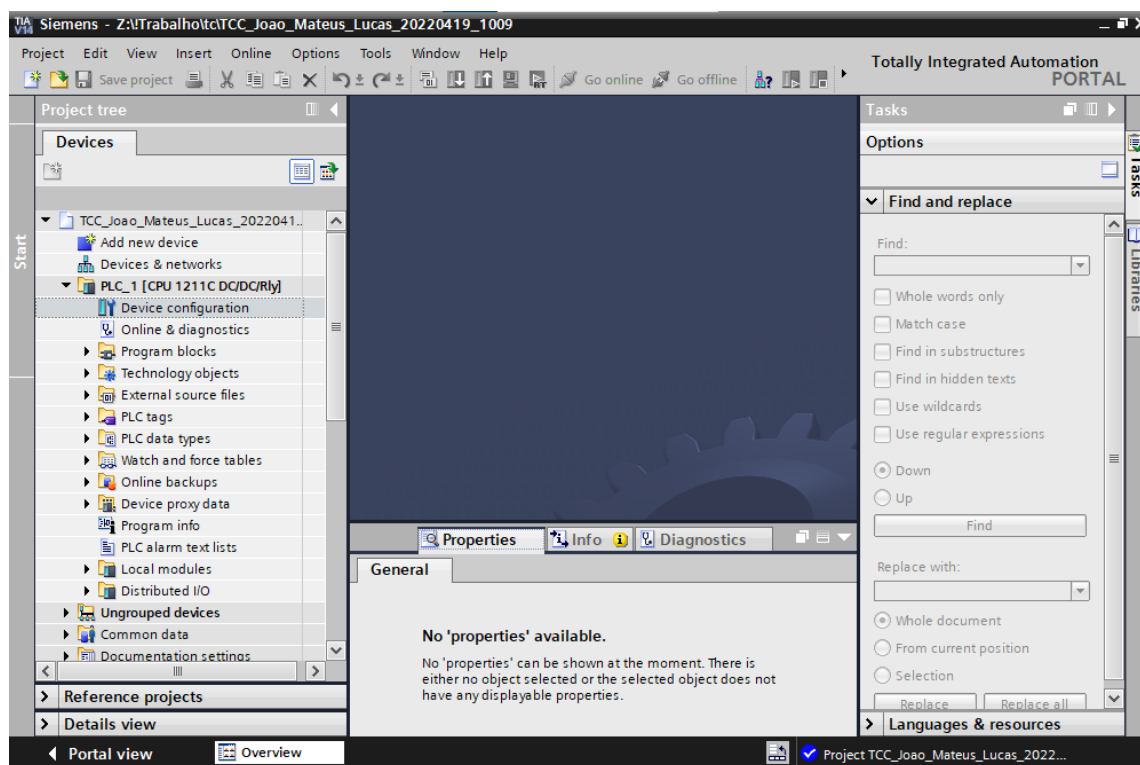 TIA V14 Siemens - Z:\!Trabalho\tc\TCC_Joao_Mateus_Lucas_20220419_1009
Project Edit View Insert Online Options Tools Window Help
Totally Integrated Automation
PORTAL
Save project
Go online
Go offline
Start
Project tree
Devices
TCC_Joao_Mateus_Lucas_2022041..
Add new device
Devices & networks
PLC_1 [CPU 1211C DC/DC/Rly]
Device configuration
Online & diagnostics
Program blocks
Technology objects
External source files
PLC tags
PLC data types
Watch and force tables
Online backups
Device proxy data
Program info
PLC alarm text lists
Local modules
Distributed I/O
Ungrouped devices
Common data
Documentation settings
Reference projects
Details view
Properties
Info
Diagnostics
General
No 'properties' available.
No 'properties' can be shown at the moment. There is
either no object selected or the selected object does not
have any displayable properties.
Tasks
Options
Find and replace
Find:
Whole words only
Match case
Find in substructures
Find in hidden texts
Use wildcards
Use regular expressions
Down
Up
Find
Replace with:
Whole document
From current position
Selection
Replace
Replace all
Languages & resources
Tasks
Libraries
Portal view
Overview
Project TCC_Joao_Mateus_Lucas_2022...